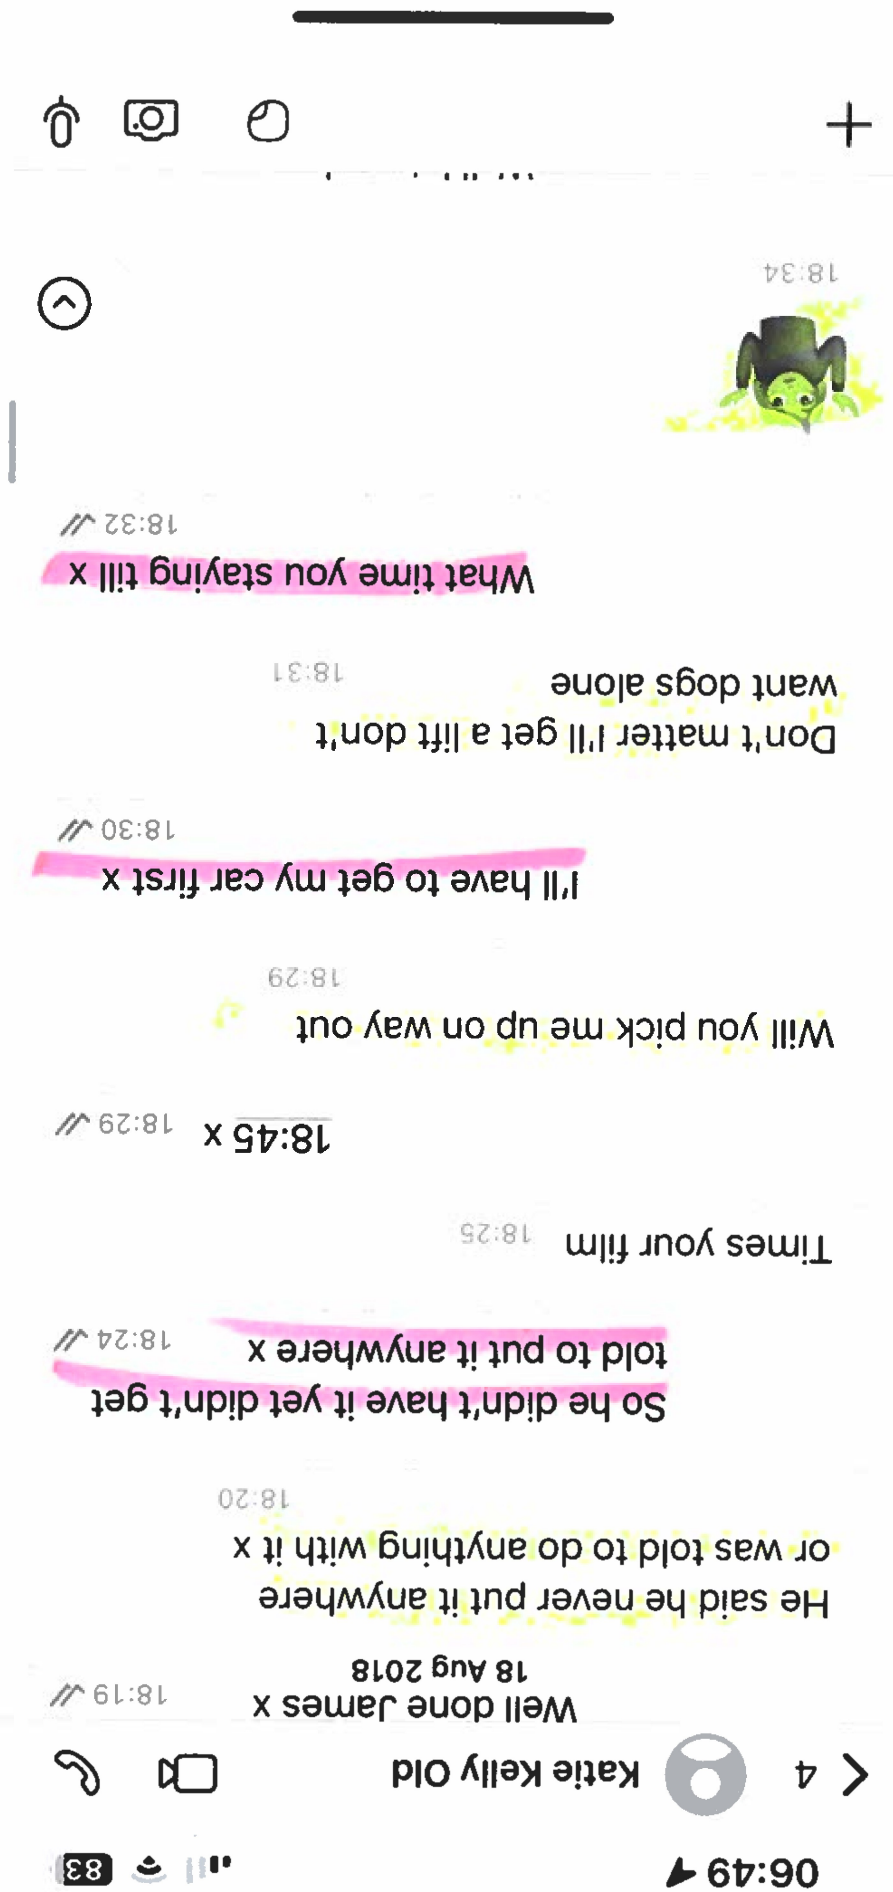 06:49
83
4
Katie Kelly Old
Well done James x
18:19
18 Aug 2018
He said he never put it anywhere
or was told to do anything with it x
18:20
So he didn't have it yet didn't get
told to put it anywhere x
18:24
Times your film 18:25
18:45 x 18:29
Will you pick me up on way out
18:29
I'll have to get my car first x
18:30
Don't matter I'll get a lift don't
want dogs alone
18:31
What time you staying till x
18:32
18:34